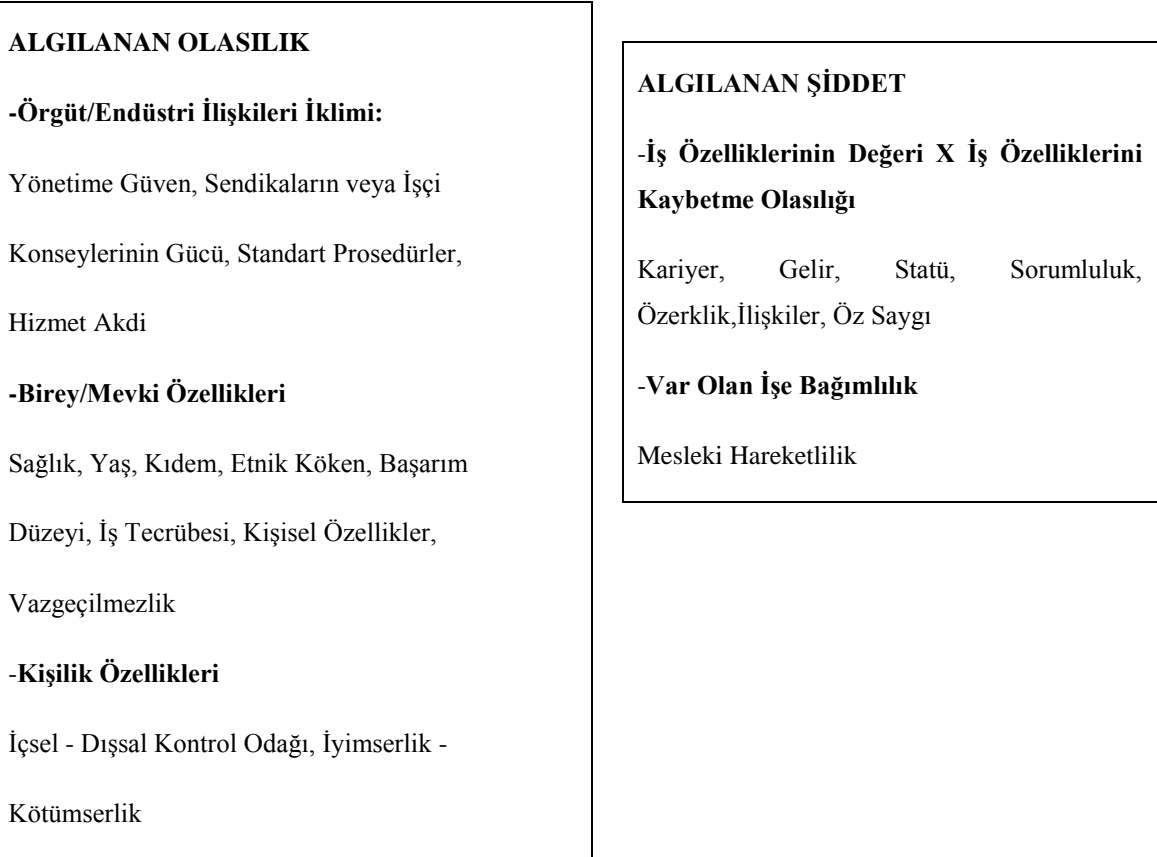 ALGILANAN OLASILIK
-Örgüt/Endüstri İlişkileri İklimi:
Yönetime Güven, Sendikaların veya İşçi
Konseylerinin Gücü, Standart Prosedürler,
Hizmet Akdi
-Birey/Mevki Özellikleri
Sağlık, Yaş, Kıdem, Etnik Köken, Başarım
Düzeyi, İş Tecrübesi, Kişisel Özellikler,
Vazgeçilmezlik
-Kişilik Özellikleri
İçsel - Dışsal Kontrol Odağı, İyimserlik -
Kötümserlik
ALGILANAN ŞİDDET
-İş Özelliklerinin Değeri X İş Özelliklerini
Kaybetme Olasılığı
Kariyer, Gelir, Statü, Sorumluluk,
Özerklik,İlişkiler, Öz Saygı
-Var Olan İşe Bağımlılık
Mesleki Hareketlilik